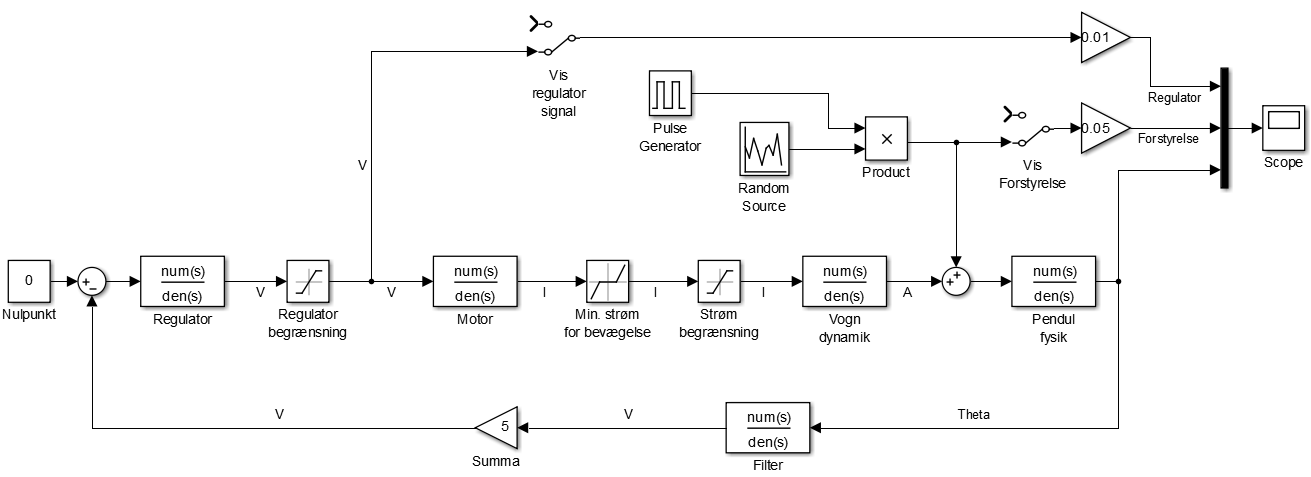 0.01
Vis
regulator
signal
Regulator
Pulse
Generator
0.05
Forstyrelse
×
Product
Vis
Forstyrelse
Scope
V
Random
Source
0
Nulpunkt
+
−
num(s)
den(s)
Regulator
V
Regulator
begrænsning
V
num(s)
den(s)
Motor
I
Min. strøm
for bevægelse
I
Strøm
begrænsning
I
num(s)
den(s)
Vogn
dynamik
A
+
+
num(s)
den(s)
Pendul
fysik
V
5
Summa
V
num(s)
den(s)
Filter
Theta